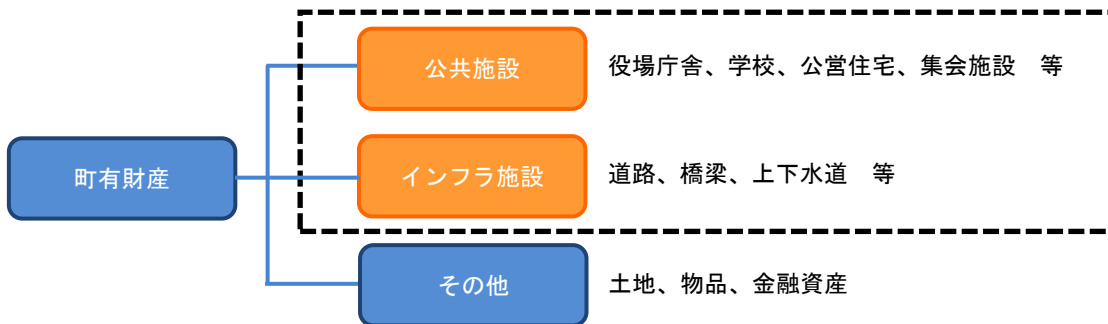 公共施設 役場庁舎、学校、公営住宅、集会施設　等
町有財産
インフラ施設 道路、橋梁、上下水道　等
その他 土地、物品、金融資産